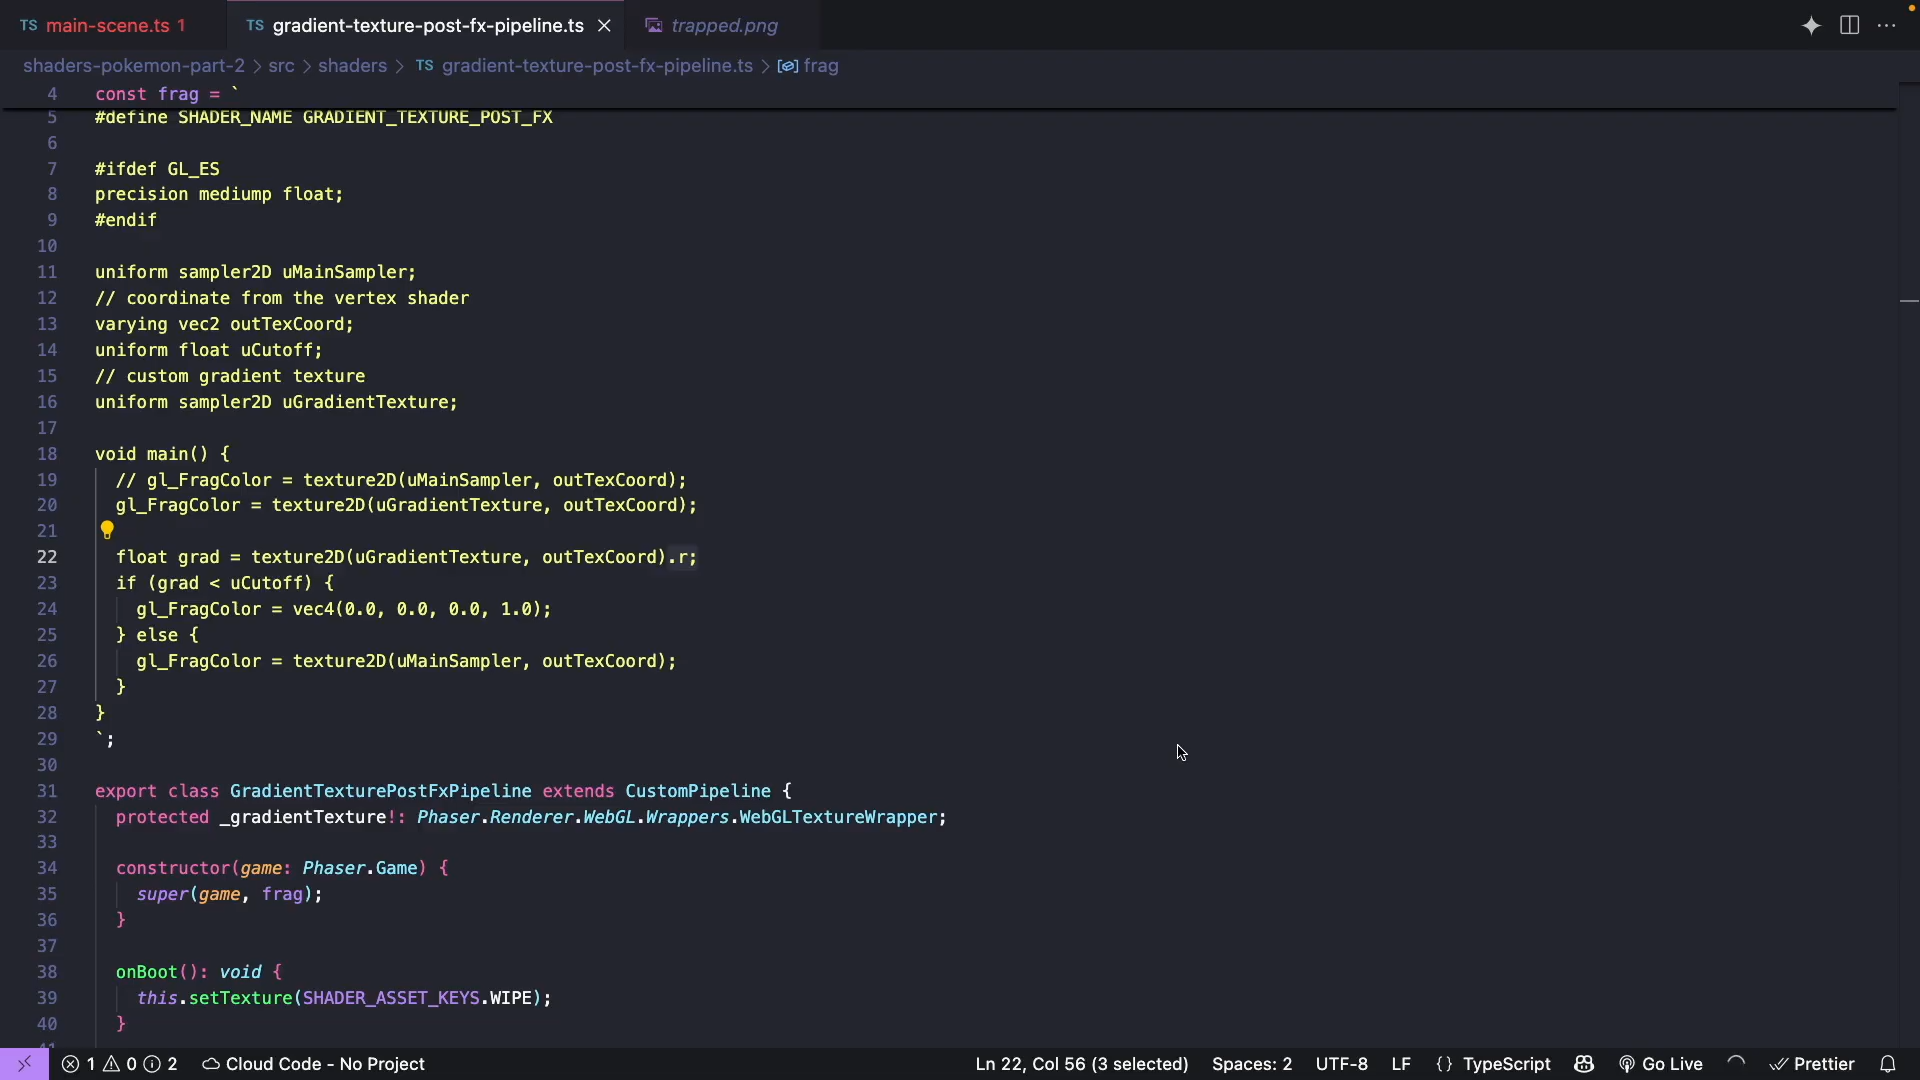 TS main-scene.ts 1
TS gradient-texture-post-fx-pipeline.ts
trapped.png
shaders-pokemon-part-2 > src > shaders > TS gradient-texture-post-fx-pipeline.ts > frag
4 const frag = `
5 #define SHADER_NAME GRADIENT_TEXTURE_POST_FX
6
7 #ifdef GL_ES
8 precision mediump float;
9 #endif
10
11 uniform sampler2D uMainSampler;
12 // coordinate from the vertex shader
13 varying vec2 outTexCoord;
14 uniform float uCutoff;
15 // custom gradient texture
16 uniform sampler2D uGradientTexture;
17
18 void main() {
19 // gl_FragColor = texture2D(uMainSampler, outTexCoord);
20 gl_FragColor = texture2D(uGradientTexture, outTexCoord);
21
22 float grad = texture2D(uGradientTexture, outTexCoord).r;
23 if (grad < uCutoff) {
24 gl_FragColor = vec4(0.0, 0.0, 0.0, 1.0);
25 } else {
26 gl_FragColor = texture2D(uMainSampler, outTexCoord);
27 }
28 }
29 `;
30
31 export class GradientTexturePostFxPipeline extends CustomPipeline {
32 protected _gradientTexture!: Phaser.Renderer.WebGL.Wrappers.WebGLTextureWrapper;
33
34 constructor(game: Phaser.Game) {
35 super(game, frag);
36 }
37
38 onBoot(): void {
39 this.setTexture(SHADER_ASSET_KEYS.WIPE);
40 }
41
1 0 2 Cloud Code - No Project Ln 22, Col 56 (3 selected) Spaces: 2 UTF-8 LF {} TypeScript Go Live Prettier